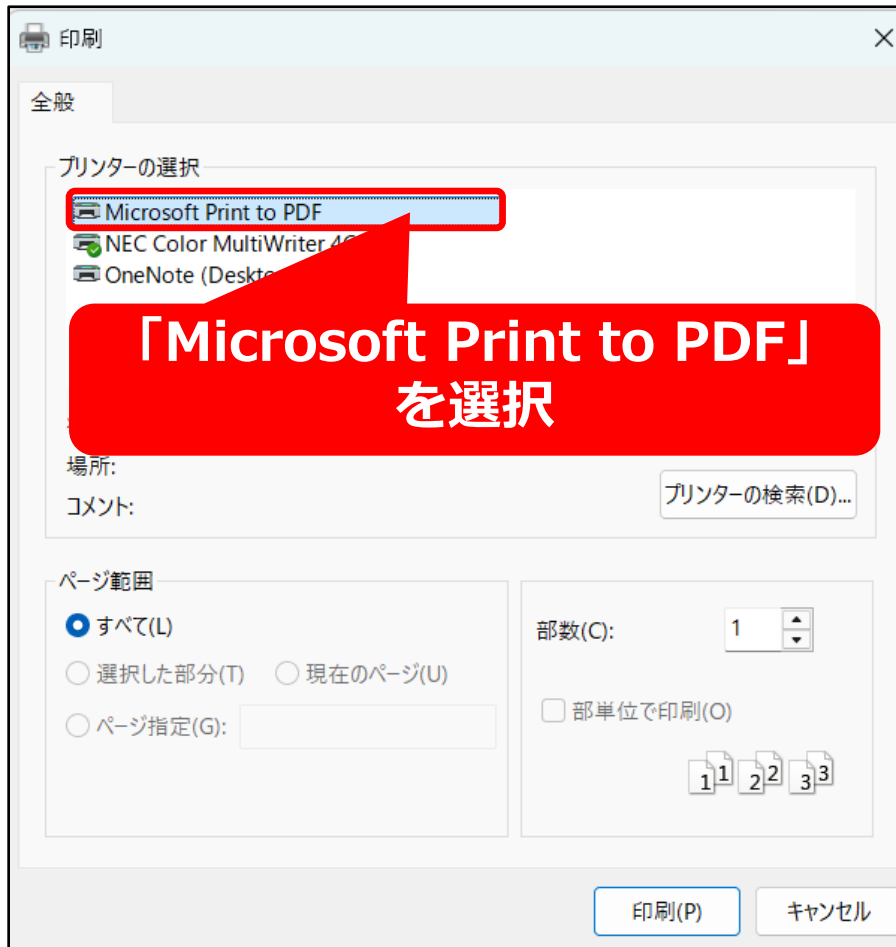 印刷
全般
プリンターの選択
Microsoft Print to PDF
NEC Color MultiWriter
OneNote (Deskto
「Microsoft Print to PDF」
を選択
場所:
コメント:
プリンターの検索(D)...
ページ範囲
すべて(L)
選択した部分(T) 現在のページ(U)
ページ指定(G):
部数(C): 1
部単位で印刷(O)
1 1 2 2 3 3
印刷(P) キャンセル